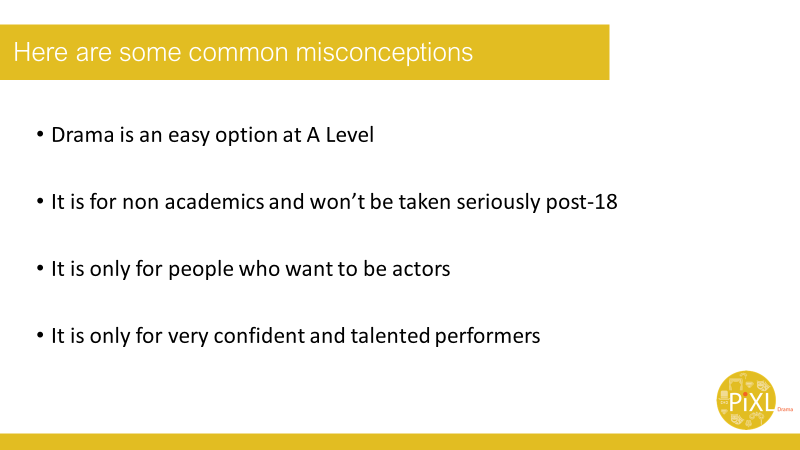 Here are some common misconceptions
• Drama is an easy option at A Level
• It is for non academics and won’t be taken seriously post-18
• It is only for people who want to be actors
• It is only for very confident and talented performers
PiXL Drama